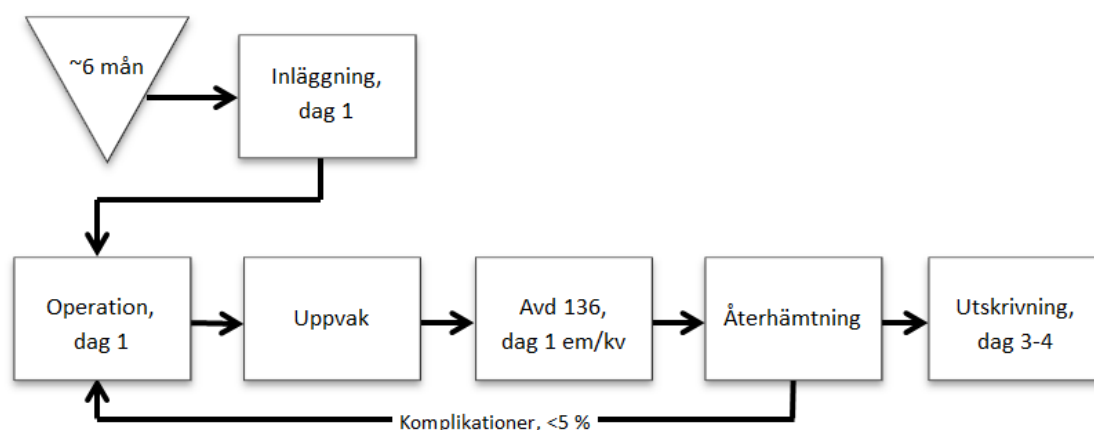 ~6 mån
Inläggning,
dag 1
Operation,
dag 1
Uppvak
Avd 136,
dag 1 em/kv
Återhämtning
Utskrivning,
dag 3-4
Komplikationer, <5 %